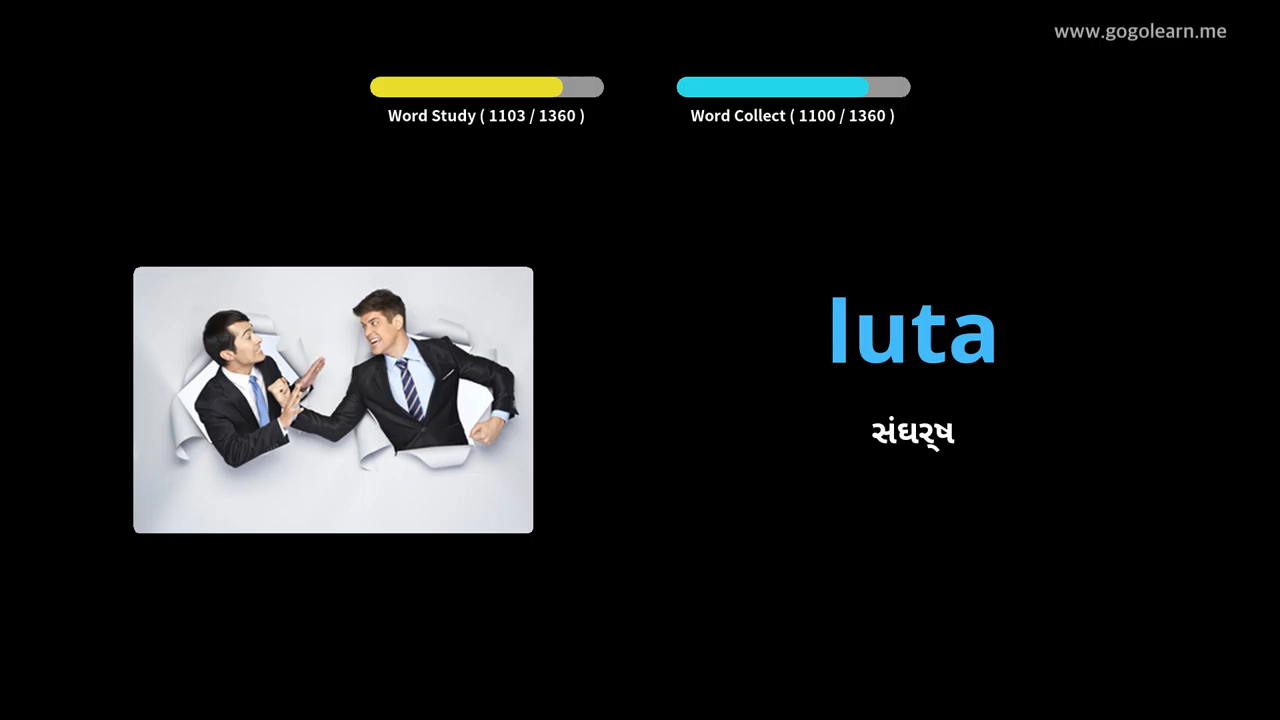 www.gogolearn.me
Word Study ( 1103 / 1360 )
Word Collect ( 1100 / 1360 )
luta
સંઘર્ષ